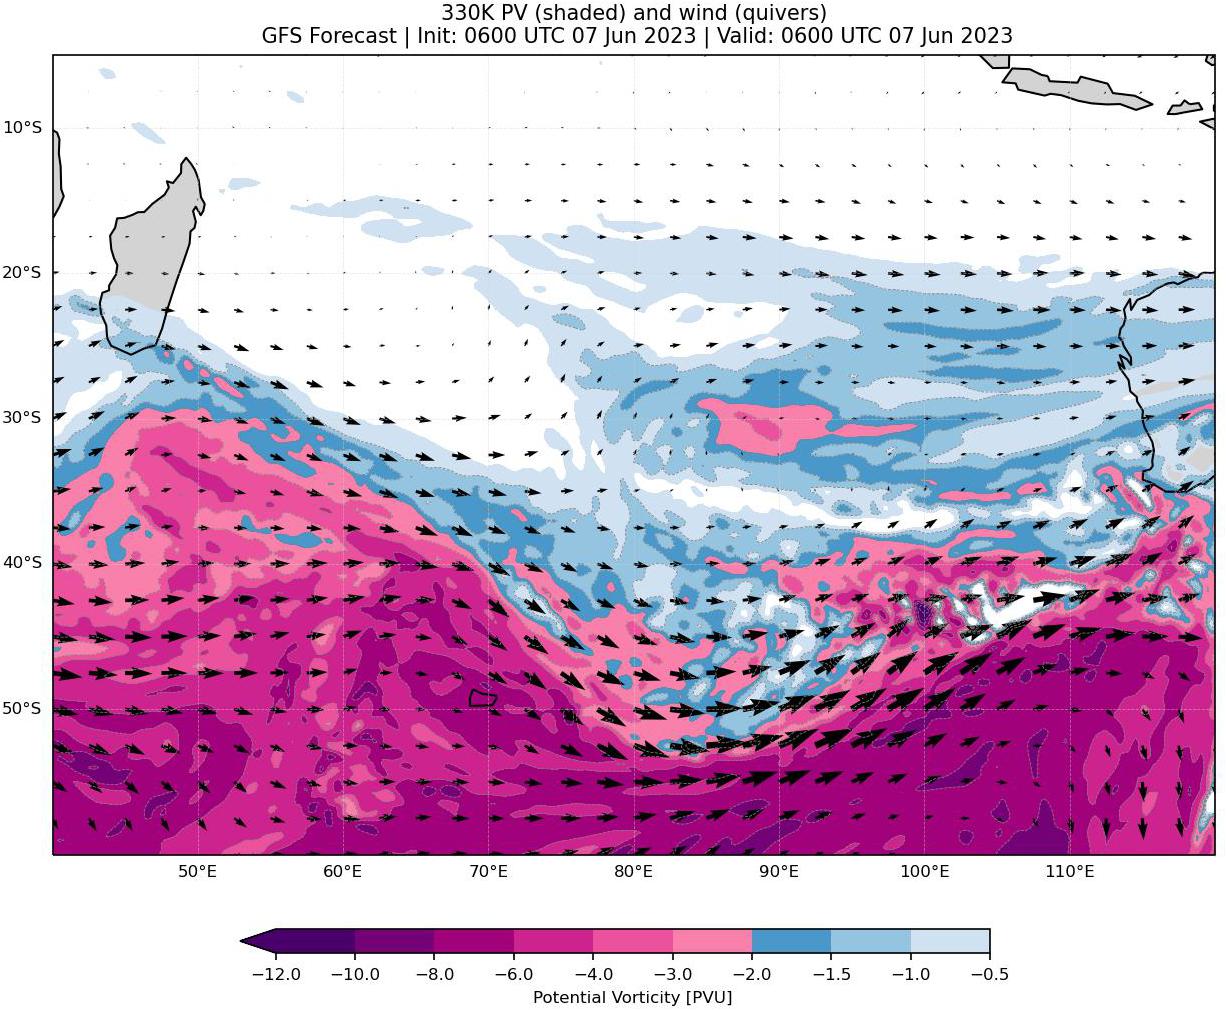 330K PV (shaded) and wind (quivers)
GFS Forecast | Init: 0600 UTC 07 Jun 2023 | Valid: 0600 UTC 07 Jun 2023
10°S
20°S
30°S
40°S
50°S
50°E 60°E 70°E 80°E 90°E 100°E 110°E
−12.0 −10.0 −8.0 −6.0 −4.0 −3.0 −2.0 −1.5 −1.0 −0.5
Potential Vorticity [PVU]